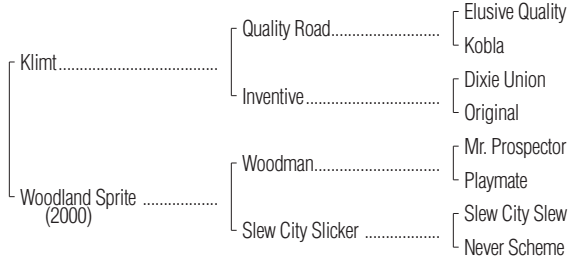 Elusive Quality
Quality Road..............................
Kobla
Klimt......................................
Dixie Union
Inventive.....................................
Original
Mr. Prospector
Woodman...................................
Playmate
Woodland Sprite ..................
(2000)
Slew City Slew
Slew City Slicker ..................
Never Scheme